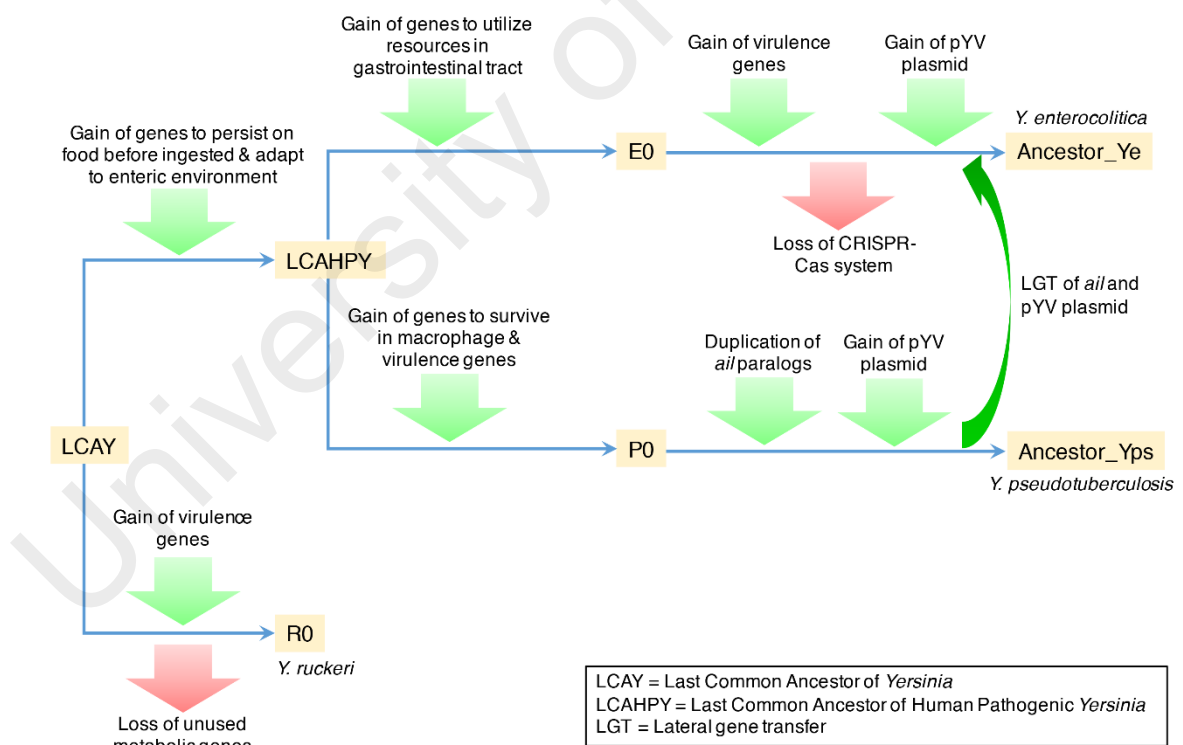 Gain of genes to utilize
resources in
gastrointestinal tract
Gain of virulence
genes
Gain of pYV
plasmid
Y. enterocolitica
Gain of genes to persist on
food before ingested & adapt
to enteric environment
E0
Ancestor_Ye
LCAHPY
Loss of CRISPR-
Cas system
LGT of ail and
pYV plasmid
Gain of genes to survive
in macrophage &
virulence genes
Duplication of
ail paralogs
Gain of pYV
plasmid
LCAY
P0
Ancestor_Yps
Y. pseudotuberculosis
Gain of virulence
genes
R0
Y. ruckeri
Loss of unused
metabolic genes
LCAY = Last Common Ancestor of Yersinia
LCAHPY = Last Common Ancestor of Human Pathogenic Yersinia
LGT = Lateral gene transfer
University of